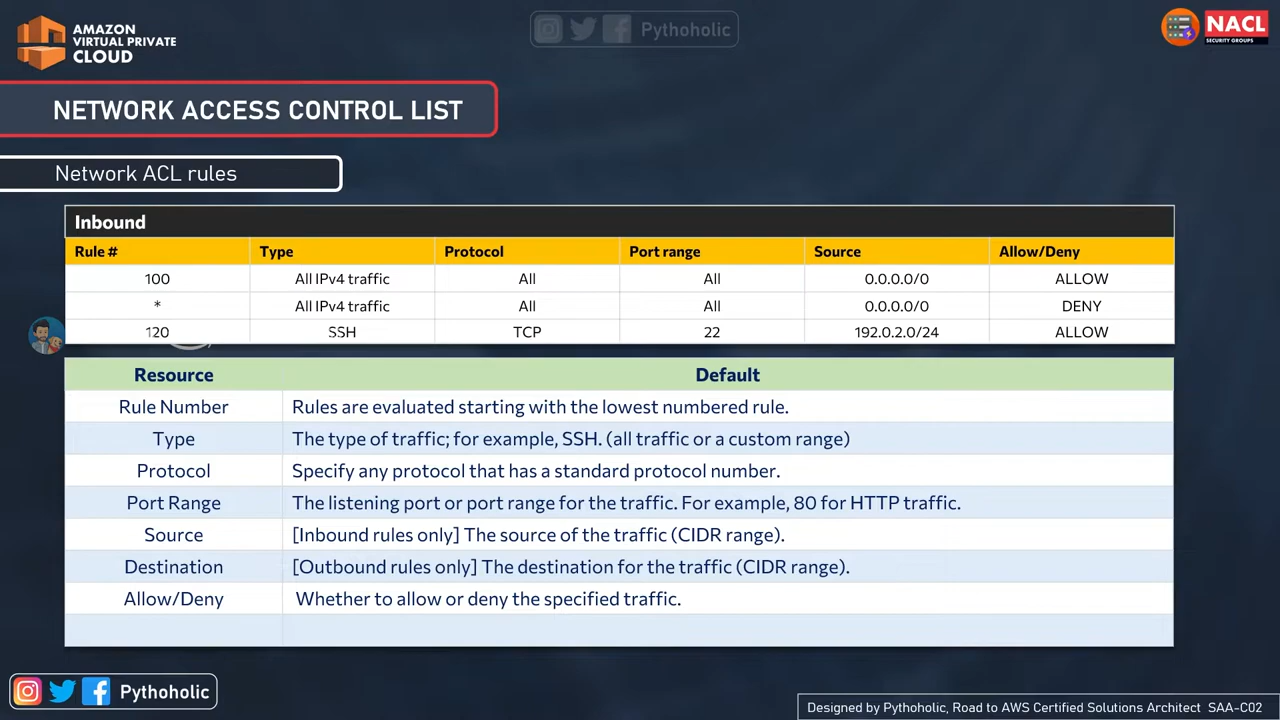 AMAZON
VIRTUAL PRIVATE
CLOUD
Pythoholic
NACL
SECURITY GROUPS
NETWORK ACCESS CONTROL LIST
Network ACL rules
Inbound
Rule # Type Protocol Port range Source Allow/Deny
100 All IPv4 traffic All All 0.0.0.0/0 ALLOW
* All IPv4 traffic All All 0.0.0.0/0 DENY
120 SSH TCP 22 192.0.2.0/24 ALLOW
Resource Default
Rule Number Rules are evaluated starting with the lowest numbered rule.
Type The type of traffic; for example, SSH. (all traffic or a custom range)
Protocol Specify any protocol that has a standard protocol number.
Port Range The listening port or port range for the traffic. For example, 80 for HTTP traffic.
Source [Inbound rules only] The source of the traffic (CIDR range).
Destination [Outbound rules only] The destination for the traffic (CIDR range).
Allow/Deny Whether to allow or deny the specified traffic.
Pythoholic
Designed by Pythoholic, Road to AWS Certified Solutions Architect SAA-C02